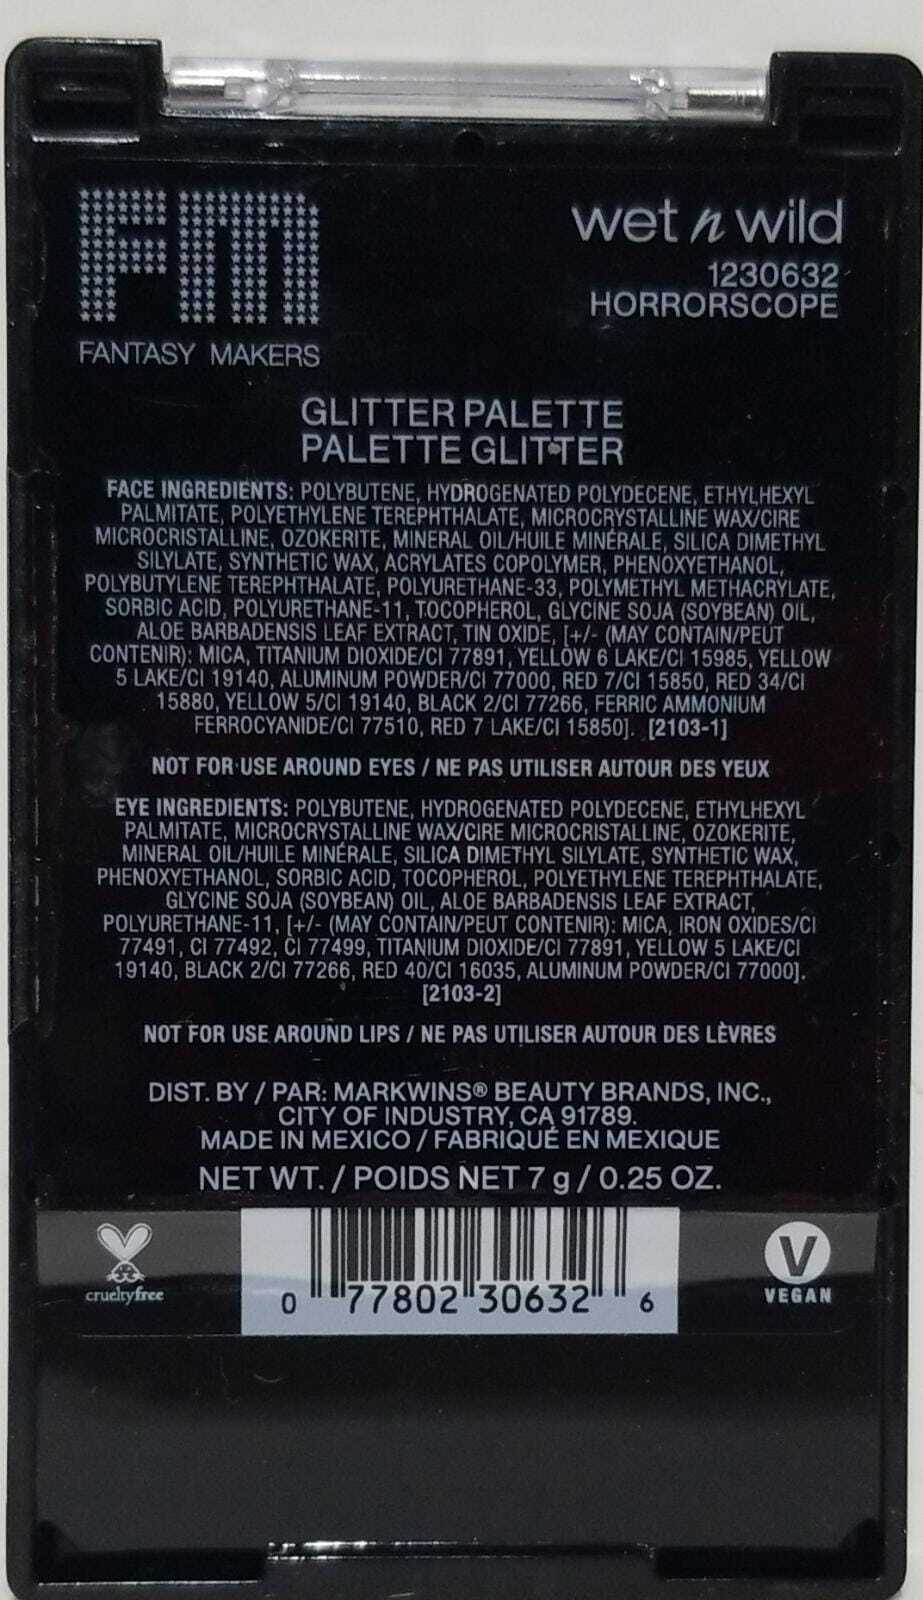 FM
FANTASY MAKERS
wet n wild
1230632
HORRORSCOPE
GLITTER PALETTE
PALETTE GLITTER
FACE INGREDIENTS: POLYBUTENE, HYDROGENATED POLYDECENE, ETHYLHEXYL
PALMITATE, POLYETHYLENE TEREPHTHALATE, MICROCRYSTALLINE WAX/CIRE
MICROCRISTALLINE, OZOKERITE, MINERAL OIL/HUILE MINÉRALE, SILICA DIMETHYL
SILYLATE, SYNTHETIC WAX, ACRYLATES COPOLYMER, PHENOXYETHANOL,
POLYBUTYLENE TEREPHTHALATE, POLYURETHANE-33, POLYMETHYL METHACRYLATE,
SORBIC ACID, POLYURETHANE-11, TOCOPHEROL, GLYCINE SOJA (SOYBEAN) OIL,
ALOE BARBADENSIS LEAF EXTRACT, TIN OXIDE, [+/- (MAY CONTAIN/PEUT
CONTENIR): MICA, TITANIUM DIOXIDE/CI 77891, YELLOW 6 LAKE/CI 15985, YELLOW
5 LAKE/CI 19140, ALUMINUM POWDER/CI 77000, RED 7/CI 15850, RED 34/CI
15880, YELLOW 5/CI 19140, BLACK 2/CI 77266, FERRIC AMMONIUM
FERROCYANIDE/CI 77510, RED 7 LAKE/CI 15850]. [2103-1]
NOT FOR USE AROUND EYES / NE PAS UTILISER AUTOUR DES YEUX
EYE INGREDIENTS: POLYBUTENE, HYDROGENATED POLYDECENE, ETHYLHEXYL
PALMITATE, MICROCRYSTALLINE WAX/CIRE MICROCRISTALLINE, OZOKERITE,
MINERAL OIL/HUILE MINÉRALE, SILICA DIMETHYL SILYLATE, SYNTHETIC WAX,
PHENOXYETHANOL, SORBIC ACID, TOCOPHEROL, POLYETHYLENE TEREPHTHALATE,
GLYCINE SOJA (SOYBEAN) OIL, ALOE BARBADENSIS LEAF EXTRACT,
POLYURETHANE-11, [+/- (MAY CONTAIN/PEUT CONTENIR): MICA, IRON OXIDES/CI
77491, CI 77492, CI 77499, TITANIUM DIOXIDE/CI 77891, YELLOW 5 LAKE/CI
19140, BLACK 2/CI 77266, RED 40/CI 16035, ALUMINUM POWDER/CI 77000].
[2103-2]
NOT FOR USE AROUND LIPS / NE PAS UTILISER AUTOUR DES LÈVRES
DIST. BY / PAR: MARKWINS® BEAUTY BRANDS, INC.,
CITY OF INDUSTRY, CA 91789.
MADE IN MEXICO / FABRIQUÉ EN MEXIQUE
NET WT. / POIDS NET 7 g / 0.25 OZ.
crueltyfree
0 77802 30632 6
V
VEGAN